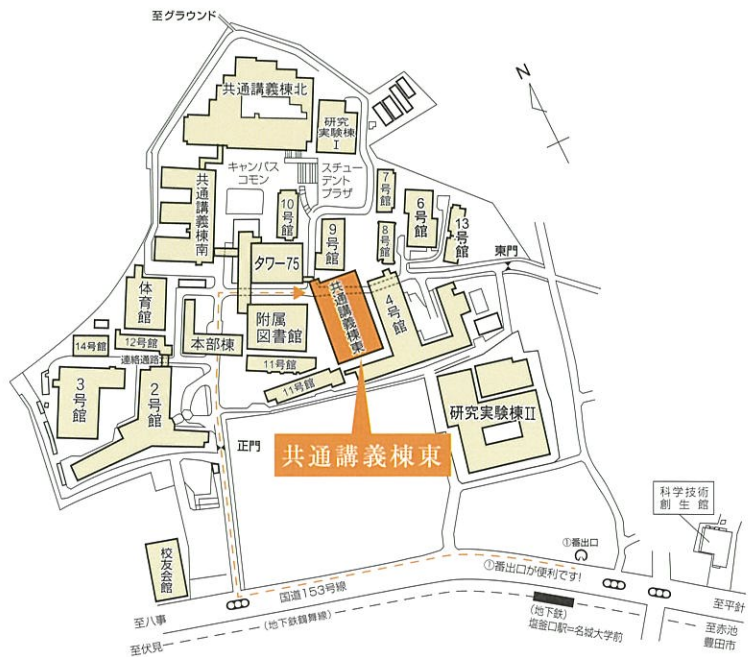 至グラウンド
N
共通講義棟北
研究
実験棟
I
キャンパス
コモン
スチュー
デント
プラザ
共通講義棟南
10号館
7号館
6号館
13号館
9号館
8号館
東門
タワー75
共通講義棟東
4号館
体育館
附属
図書館
本部棟
14号館
12号館
連絡通路
11号館
11号館
3号館
2号館
研究実験棟II
正門
共通講義棟東
科学技術
創生館
校友会館
①番出口
①番出口が便利です!
国道153号線
至八事
(地下鉄鶴舞線)
至伏見
(地下鉄)
塩釜口駅=名城大学前
至平針
至赤池
豊田市